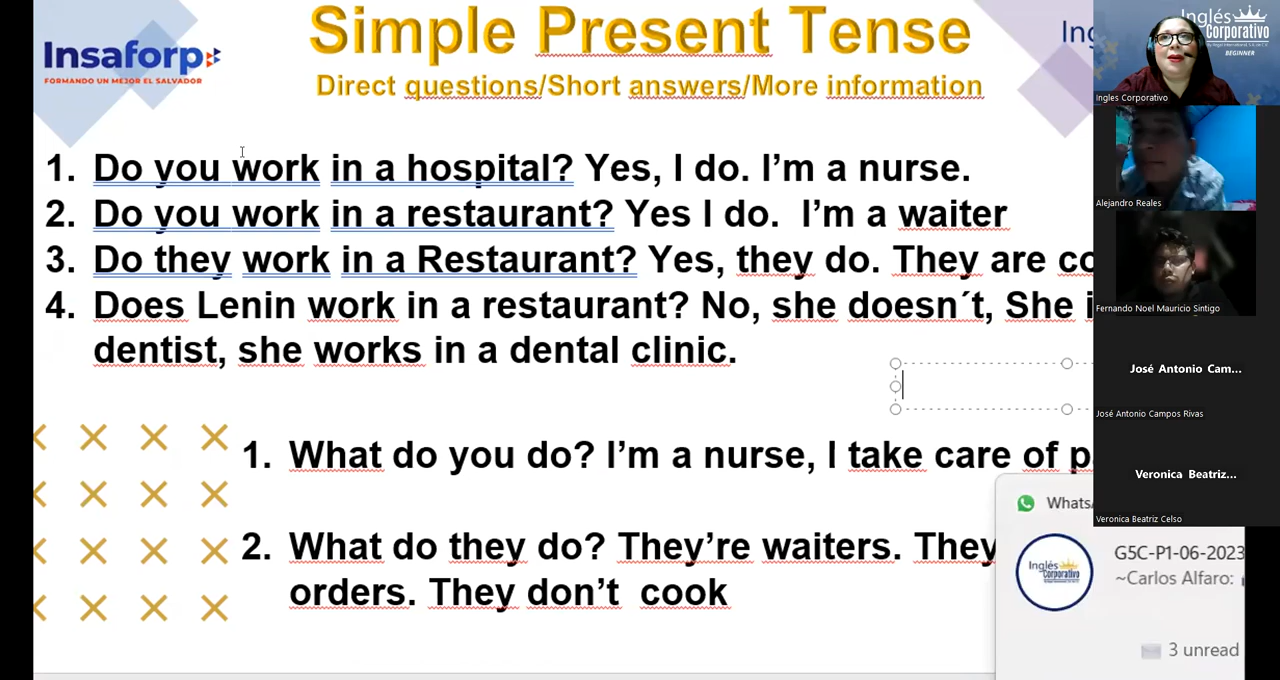 Simple Present Tense
Direct questions/Short answers/More information
Insaforp
FORMANDO UN MEJOR EL SALVADOR
1. Do you work in a hospital? Yes, I do. I’m a nurse.
2. Do you work in a restaurant? Yes I do.  I’m a waiter
3. Do they work in a Restaurant? Yes, they do. They are
4. Does Lenin work in a restaurant? No, she doesn´t, She
dentist, she works in a dental clinic.
1. What do you do? I’m a nurse, I take care of
2. What do they do? They’re waiters. They
orders. They don’t  cook
Inglés
Corporativo
BEGINNER
Ingles Corporativo
Alejandro Reales
Fernando Noel Mauricio Sintigo
José Antonio Cam...
José Antonio Campos Rivas
Veronica Beatriz...
Veronica Beatriz Celso
Inglés
Corporativo
G5C-P1-06-2023
~Carlos Alfaro:
3 unread